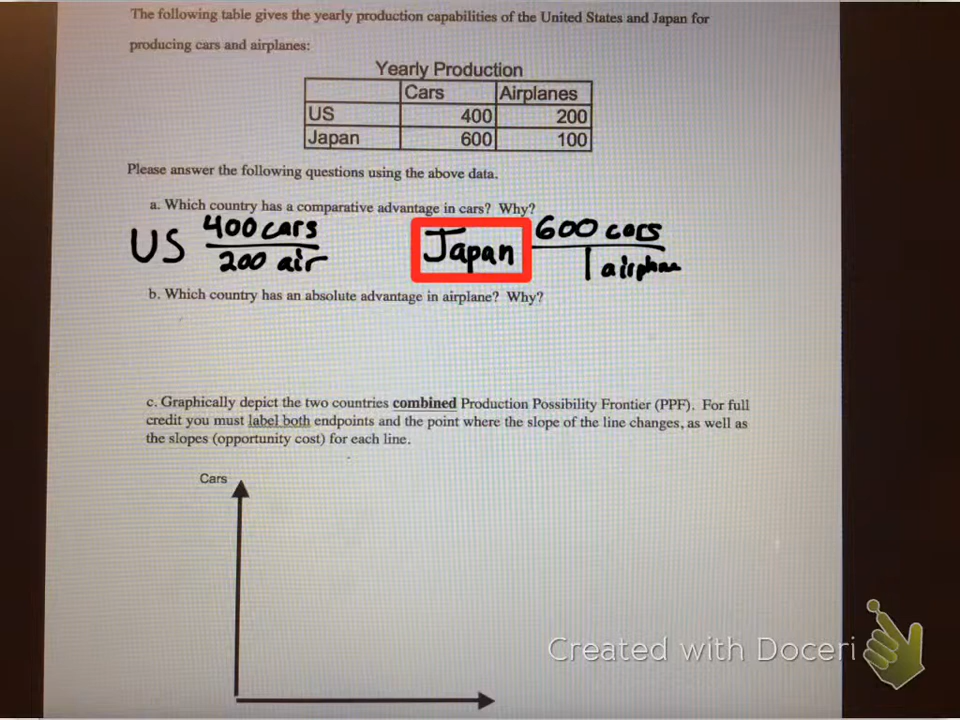 The following table gives the yearly production capabilities of the United States and Japan for
producing cars and airplanes:
Yearly Production
Cars Airplanes
US 400 200
Japan 600 100
Please answer the following questions using the above data.
a. Which country has a comparative advantage in cars? Why?
US 400 cars Japan 600 cars
200 air 1 airplane
b. Which country has an absolute advantage in airplane? Why?
c. Graphically depict the two countries combined Production Possibility Frontier (PPF). For full
credit you must label both endpoints and the point where the slope of the line changes, as well as
the slopes (opportunity cost) for each line.
Cars
Created with Doceri